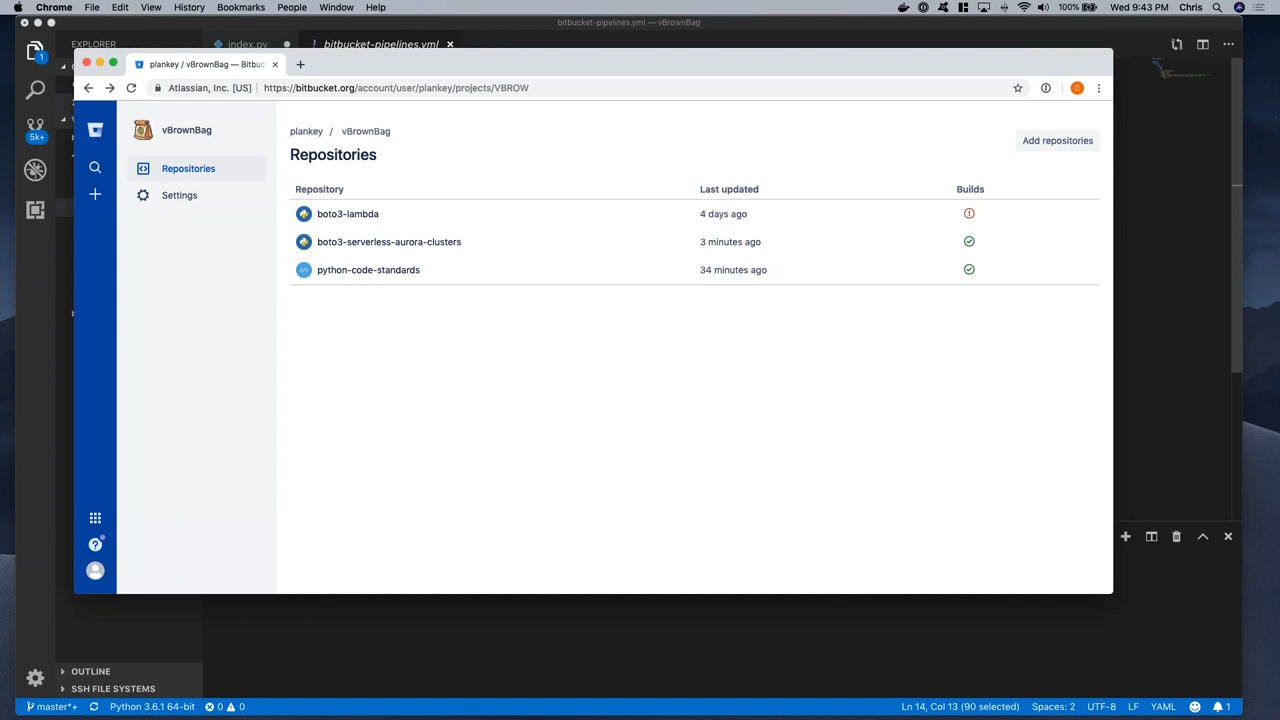 Chrome File Edit View History Bookmarks People Window Help 100% Wed 9:43 PM Chris
bitbucket-pipelines.yml — vBrownBag
EXPLORER index.py ! bitbucket-pipelines.yml
1
plankey / vBrownBag — Bitbuc
Atlassian, Inc. [US] https://bitbucket.org/account/user/plankey/projects/VBROW
5k+
vBrownBag
Repositories
Settings
plankey / vBrownBag
Repositories
Add repositories
Repository Last updated Builds
boto3-lambda 4 days ago
boto3-serverless-aurora-clusters 3 minutes ago
python-code-standards 34 minutes ago
OUTLINE
SSH FILE SYSTEMS
master*+ Python 3.6.1 64-bit 0 0 Ln 14, Col 13 (90 selected) Spaces: 2 UTF-8 LF YAML 1